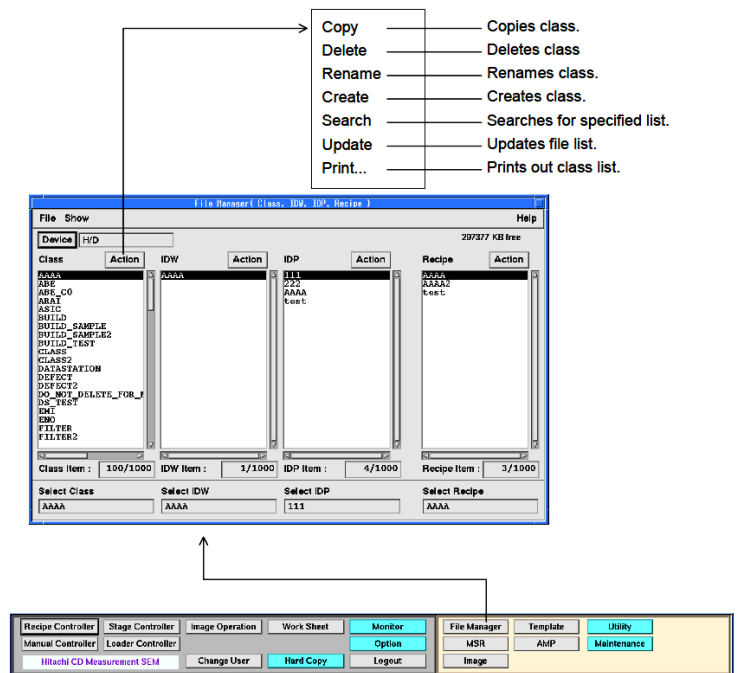 Copy Copies class.
Delete Deletes class
Rename Renames class.
Create Creates class.
Search Searches for specified list.
Update Updates file list.
Print... Prints out class list.
File Manager( Class, IDW, IDP, Recipe )
File Show Help
Device H/D 297377 KB free
Class Action IDW Action IDP Action Recipe Action
AAAA AAAA 111 AAAA
ABE 222 AAAA2
ABE_CO AAAA test
ARAI test
ASIC
BUILD
BUILD_SAMPLE
BUILD_SAMPLE2
BUILD_TEST
CLASS
CLASS2
DATASTATION
DEFECT
DEFECT2
DO_NOT_DELETE_FOR_
DS_TEST
EMI
ENO
FILTER
FILTER2
Class Item : 100/1000 IDW Item : 1/1000 IDP Item : 4/1000 Recipe Item : 3/1000
Select Class Select IDW Select IDP Select Recipe
AAAA AAAA 111 AAAA
Recipe Controller Stage Controller Image Operation Work Sheet Monitor File Manager Template Utility
Manual Controller Loader Controller Option MSR AMP Maintenance
Hitachi CD Measurement SEM Change User Hard Copy Logout Image